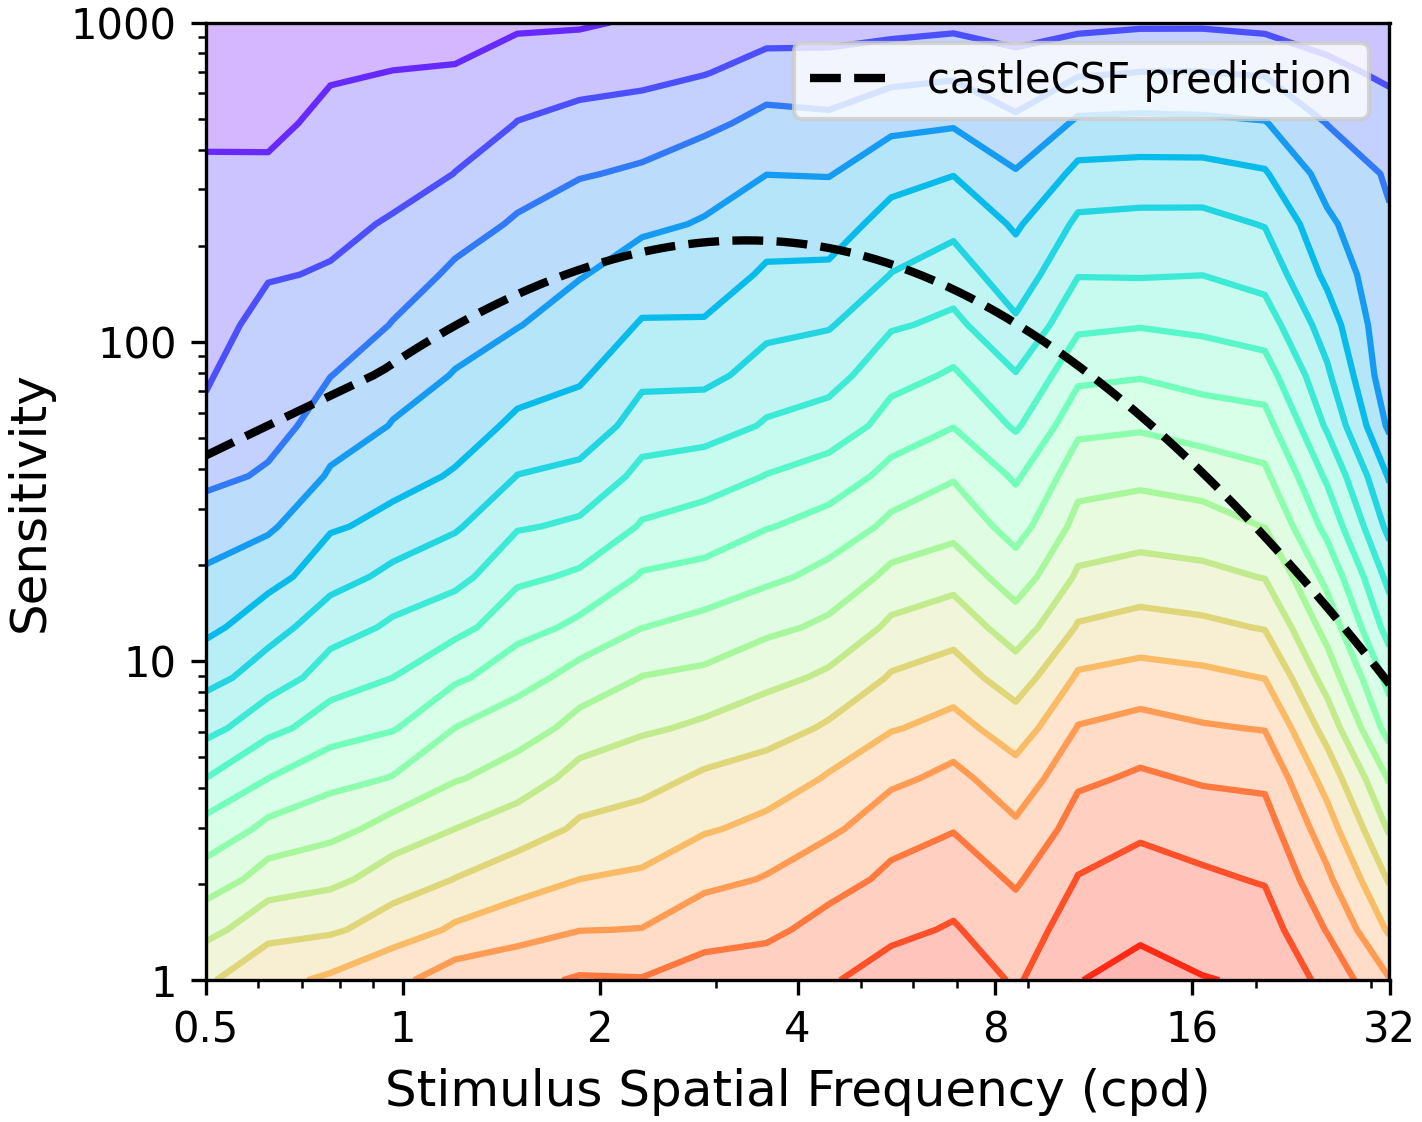 1000
100
10
1
Sensitivity
castleCSF prediction
0.5 1 2 4 8 16 32
Stimulus Spatial Frequency (cpd)